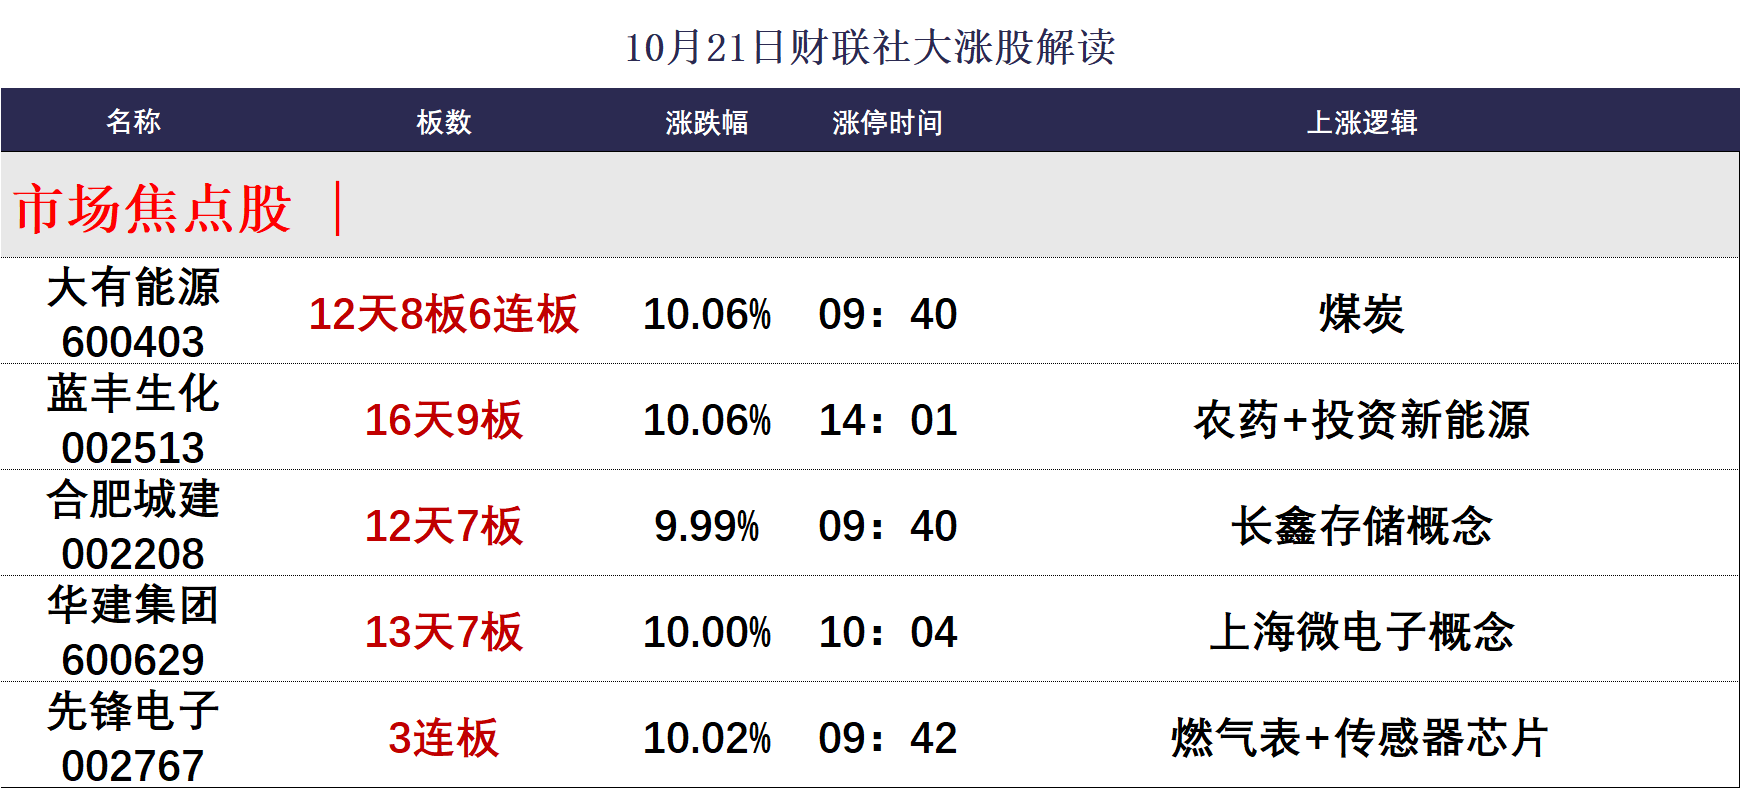 10月21日财联社大涨股解读
名称 板数 涨跌幅 涨停时间 上涨逻辑
市场焦点股 |
大有能源
600403 12天8板6连板 10.06% 09：40 煤炭
蓝丰生化
002513 16天9板 10.06% 14：01 农药+投资新能源
合肥城建
002208 12天7板 9.99% 09：40 长鑫存储概念
华建集团
600629 13天7板 10.00% 10：04 上海微电子概念
先锋电子
002767 3连板 10.02% 09：42 燃气表+传感器芯片